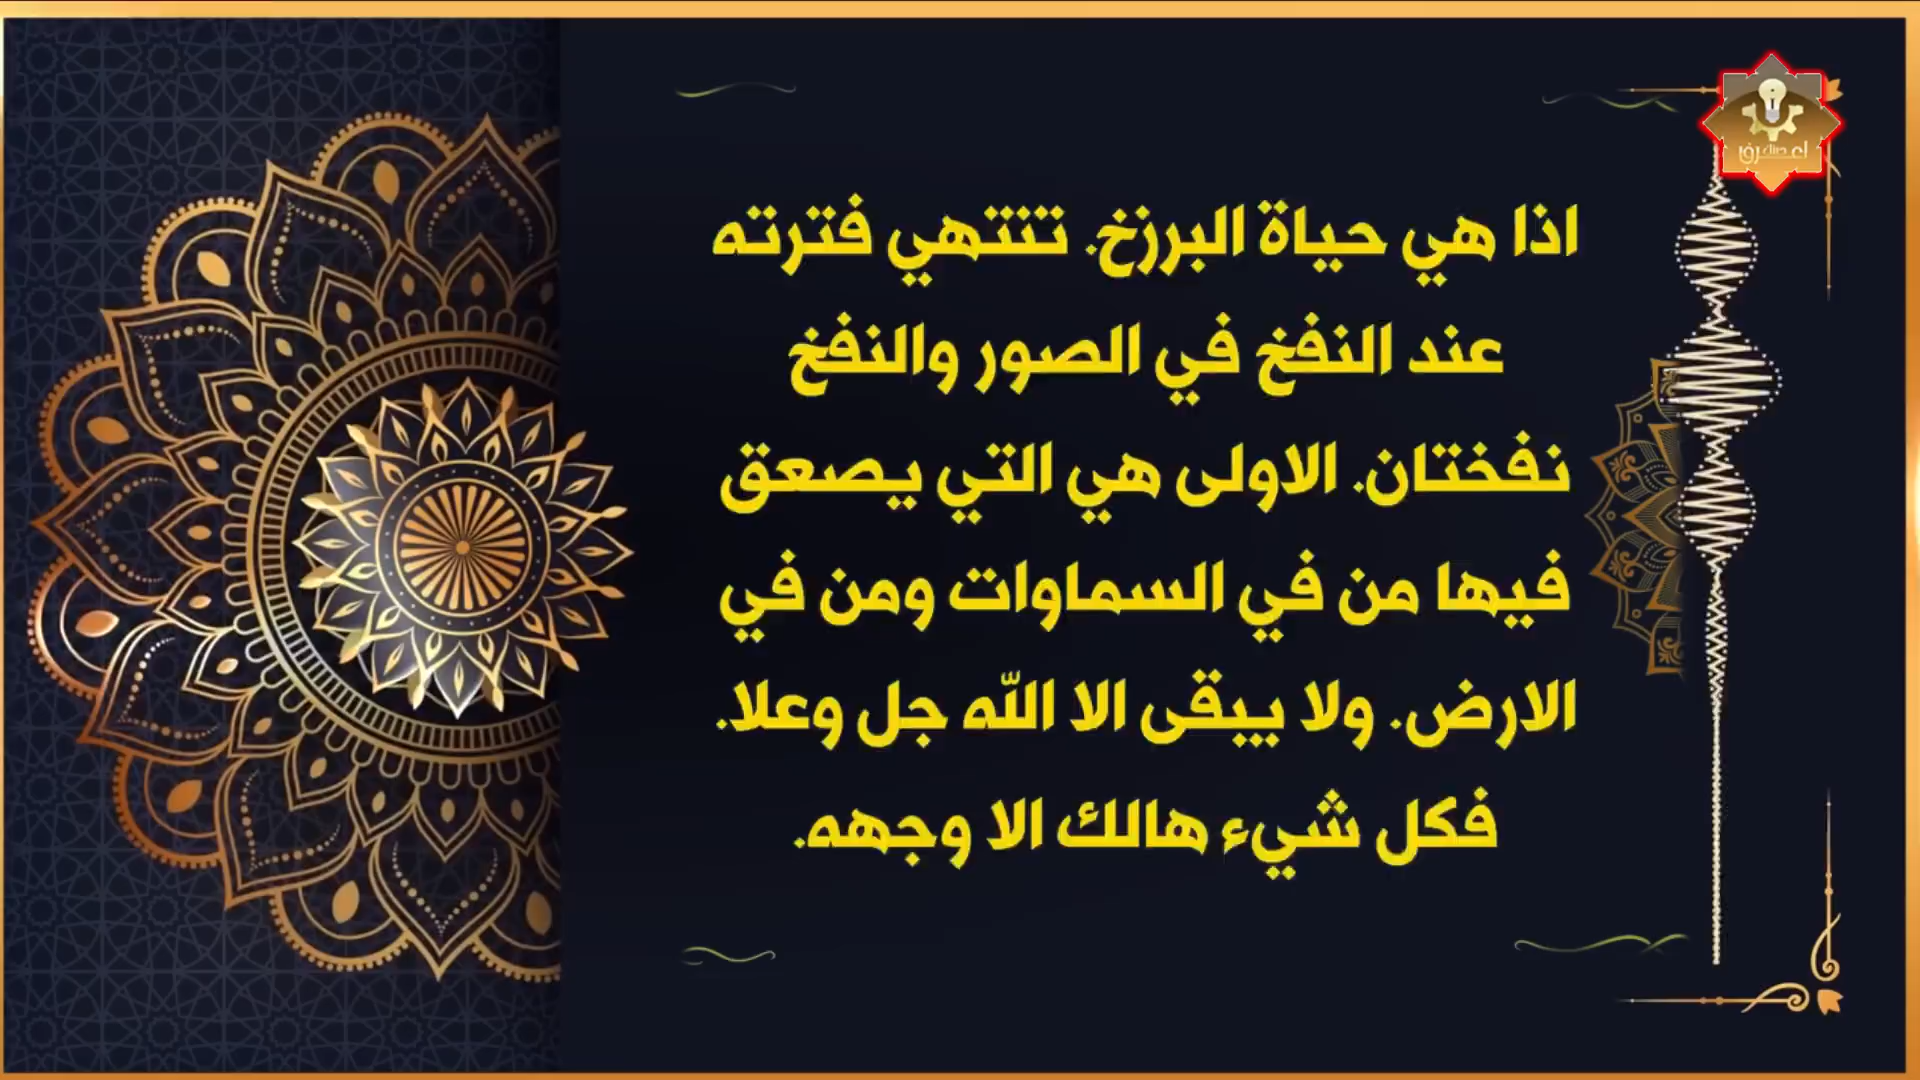 اذا هي حياة البرزخ. تنتهي فترته
عند النفخ في الصور والنفخ
نفختان. الاولى هي التي يصعق
فيها من في السماوات ومن في
الارض. ولا يبقى الا الله جل وعلا.
فكل شيء هالك الا وجهه.